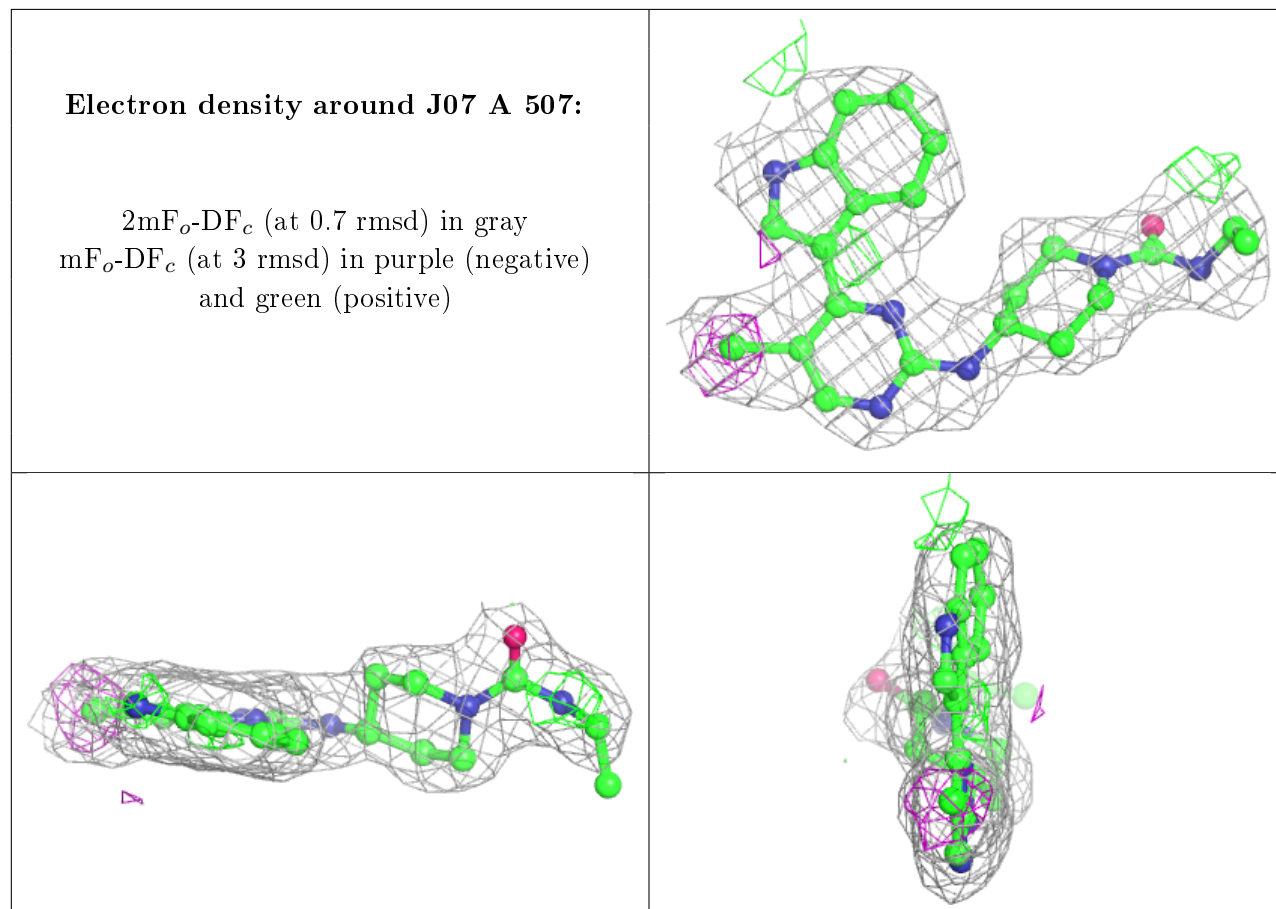 Electron density around J07 A 507:
2mFo-DFc (at 0.7 rmsd) in gray
mFo-DFc (at 3 rmsd) in purple (negative)
and green (positive)